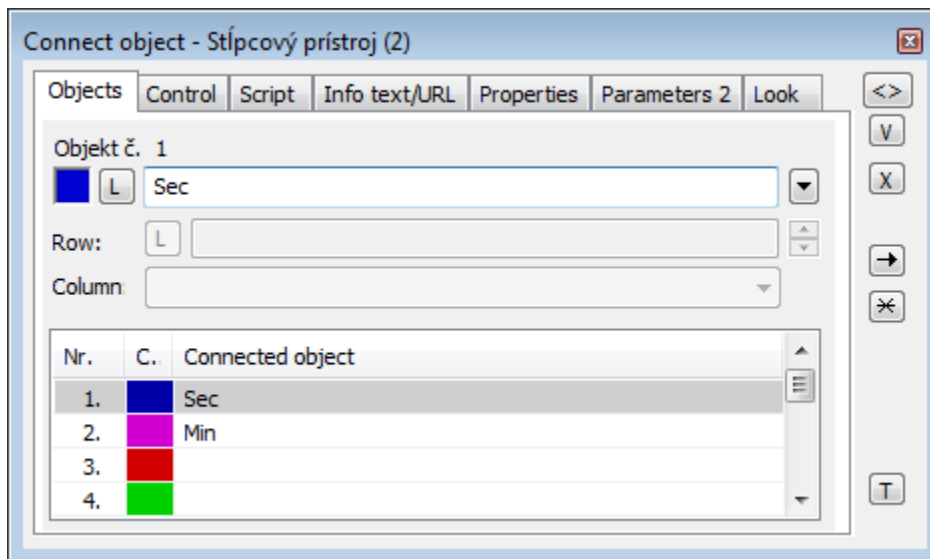 Connect object - Stĺpcový prístroj (2)
Objects Control Script Info text/URL Properties Parameters 2 Look
<>
V
X
Objekt č. 1
L Sec
Row: L
Column:
Nr. C.. Connected object
1. Sec
2. Min
3.
4.
T